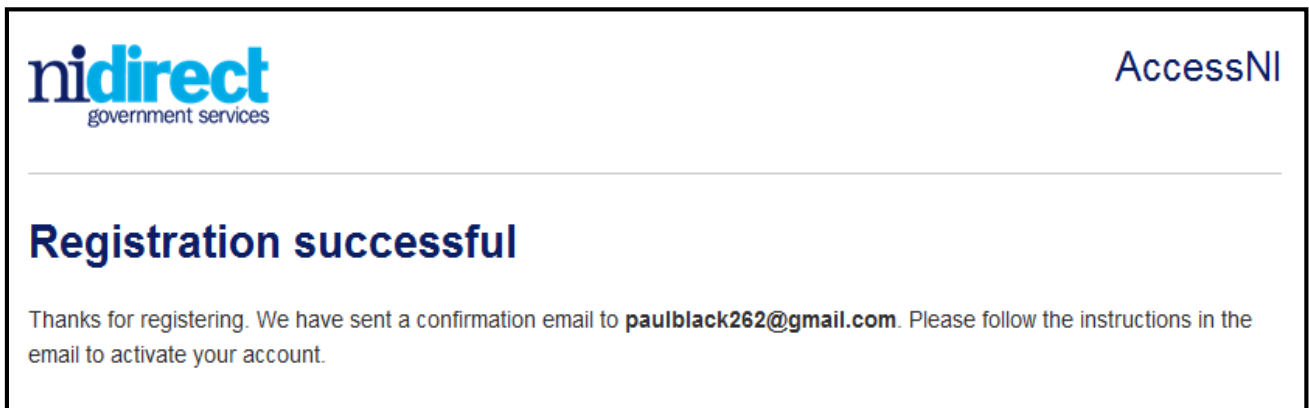 nidirect
government services
AccessNI
Registration successful
Thanks for registering. We have sent a confirmation email to paulblack262@gmail.com. Please follow the instructions in the
email to activate your account.